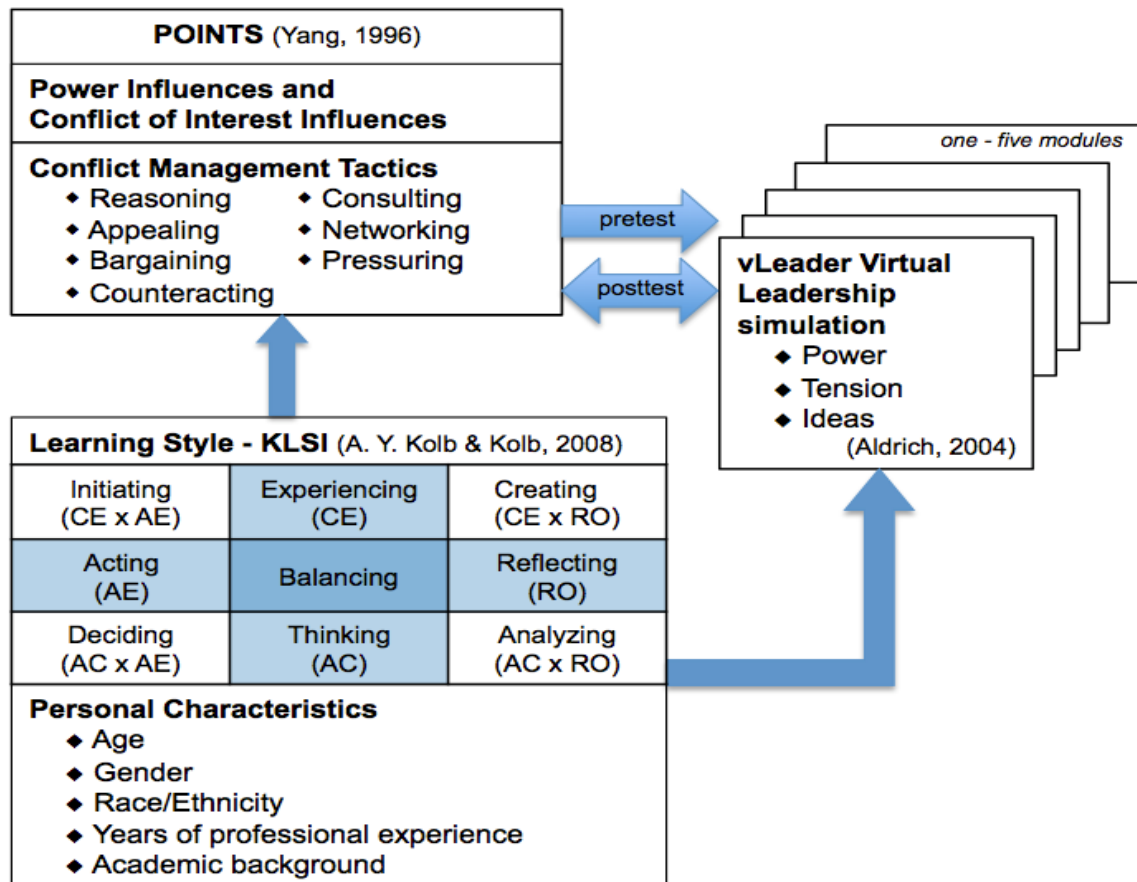 POINTS (Yang, 1996)
Power Influences and
Conflict of Interest Influences
Conflict Management Tactics
◆ Reasoning ◆ Consulting
◆ Appealing ◆ Networking
◆ Bargaining ◆ Pressuring
◆ Counteracting
pretest
posttest
one - five modules
vLeader Virtual
Leadership
simulation
◆ Power
◆ Tension
◆ Ideas
(Aldrich, 2004)
Learning Style - KLSI (A. Y. Kolb & Kolb, 2008)
Initiating Experiencing Creating
(CE x AE) (CE) (CE x RO)
Acting Balancing Reflecting
(AE) (RO)
Deciding Thinking Analyzing
(AC x AE) (AC) (AC x RO)
Personal Characteristics
◆ Age
◆ Gender
◆ Race/Ethnicity
◆ Years of professional experience
◆ Academic background